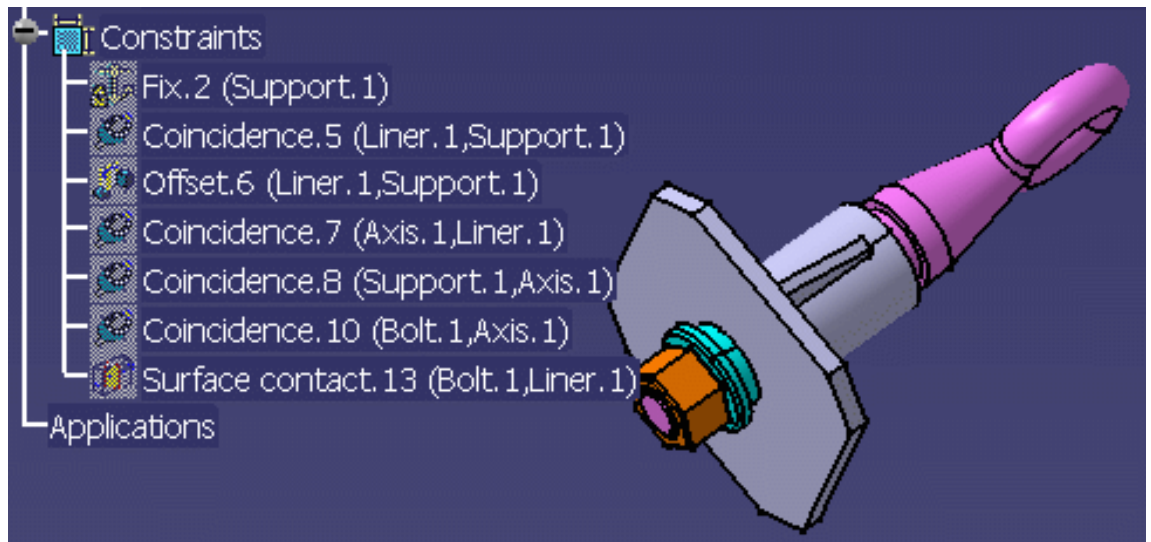 Constraints
Fix.2 (Support.1)
Coincidence.5 (Liner.1,Support.1)
Offset.6 (Liner.1,Support.1)
Coincidence.7 (Axis.1,Liner.1)
Coincidence.8 (Support.1,Axis.1)
Coincidence.10 (Bolt.1,Axis.1)
Surface contact.13 (Bolt.1,Liner.1)
Applications